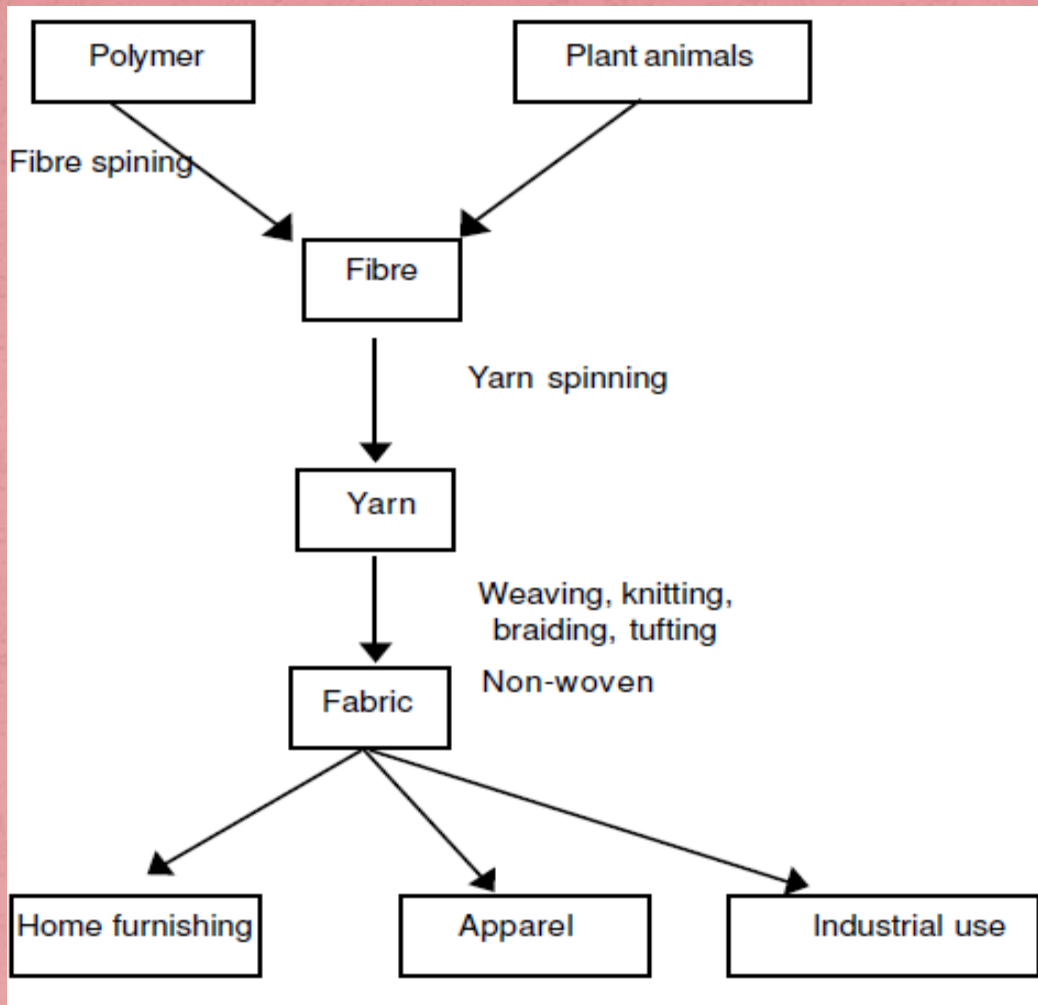 Polymer
Plant animals
Fibre spining
Fibre
Yarn spinning
Yarn
Weaving, knitting,
braiding, tufting
Non-woven
Fabric
Home furnishing
Apparel
Industrial use